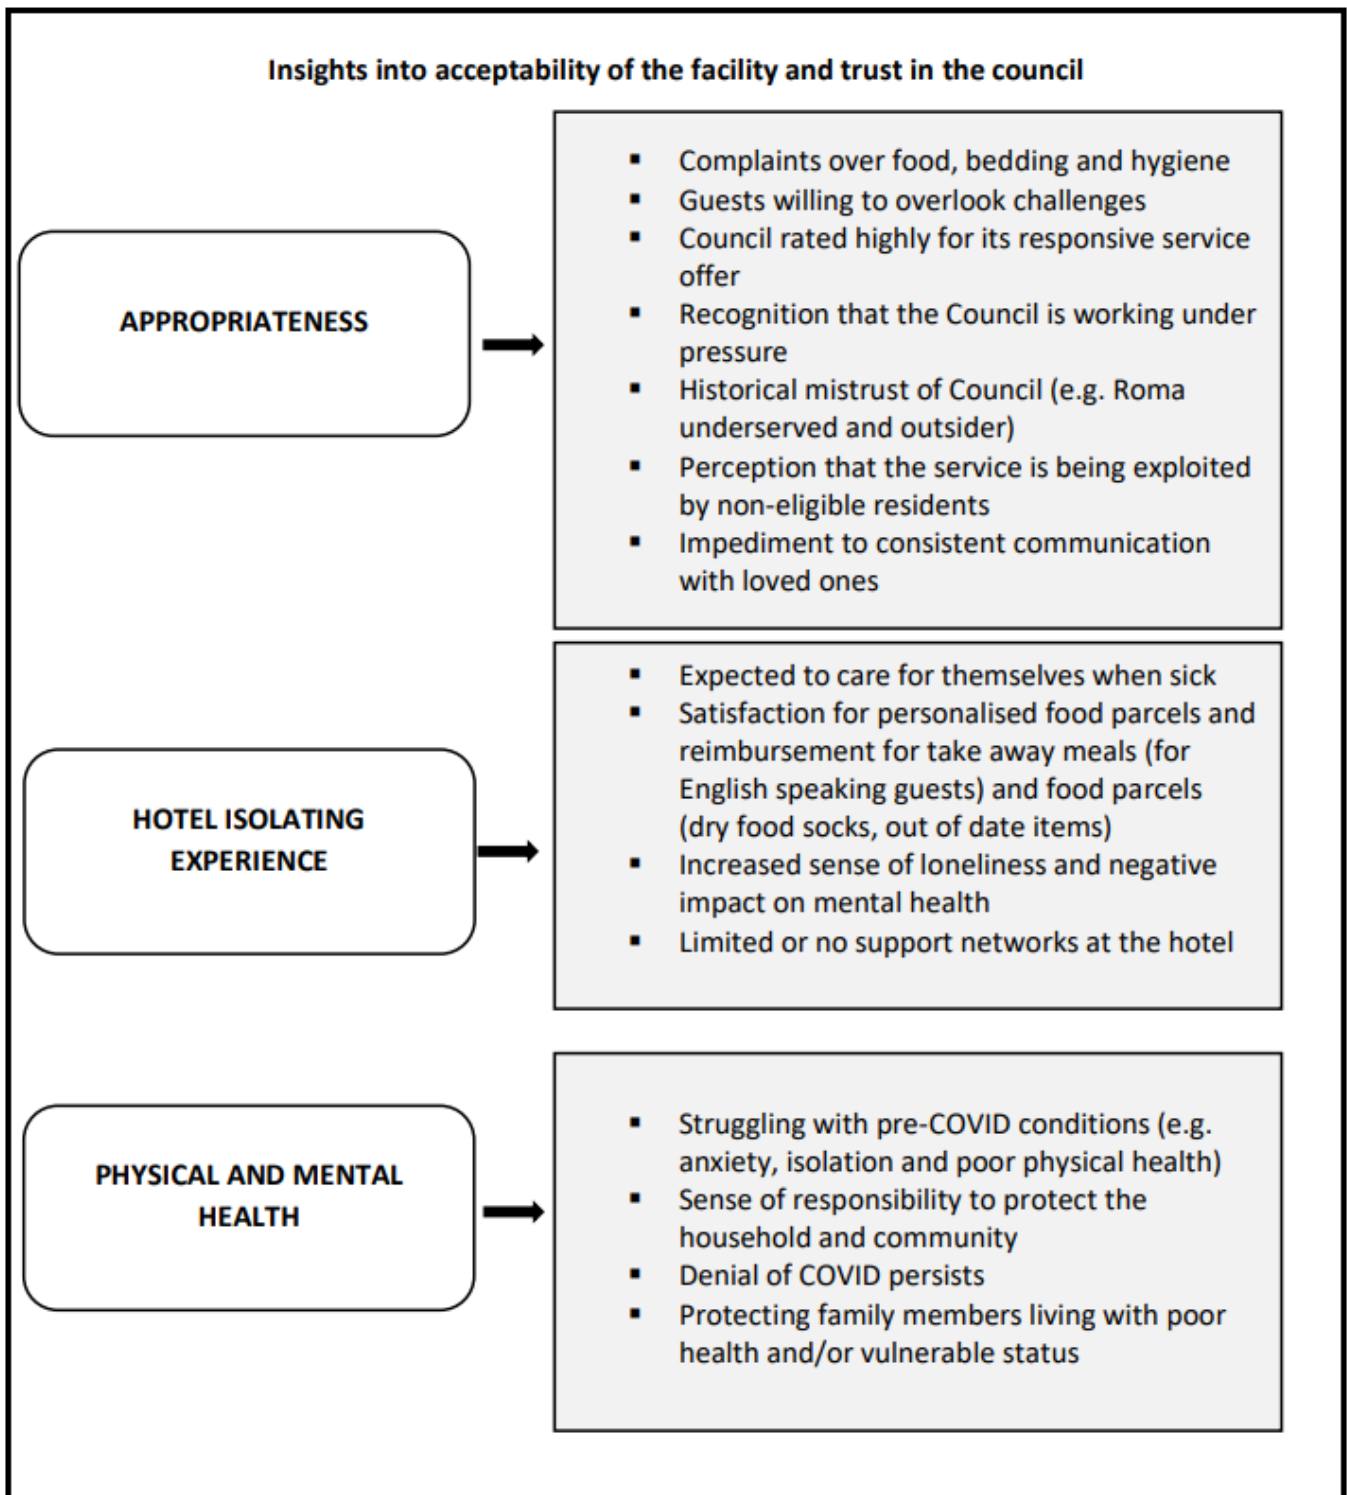 Insights into acceptability of the facility and trust in the council
APPROPRIATENESS
▪ Complaints over food, bedding and hygiene
▪ Guests willing to overlook challenges
▪ Council rated highly for its responsive service
offer
▪ Recognition that the Council is working under
pressure
▪ Historical mistrust of Council (e.g. Roma
underserved and outsider)
▪ Perception that the service is being exploited
by non-eligible residents
▪ Impediment to consistent communication
with loved ones
HOTEL ISOLATING
EXPERIENCE
▪ Expected to care for themselves when sick
▪ Satisfaction for personalised food parcels and
reimbursement for take away meals (for
English speaking guests) and food parcels
(dry food socks, out of date items)
▪ Increased sense of loneliness and negative
impact on mental health
▪ Limited or no support networks at the hotel
PHYSICAL AND MENTAL
HEALTH
▪ Struggling with pre-COVID conditions (e.g.
anxiety, isolation and poor physical health)
▪ Sense of responsibility to protect the
household and community
▪ Denial of COVID persists
▪ Protecting family members living with poor
health and/or vulnerable status